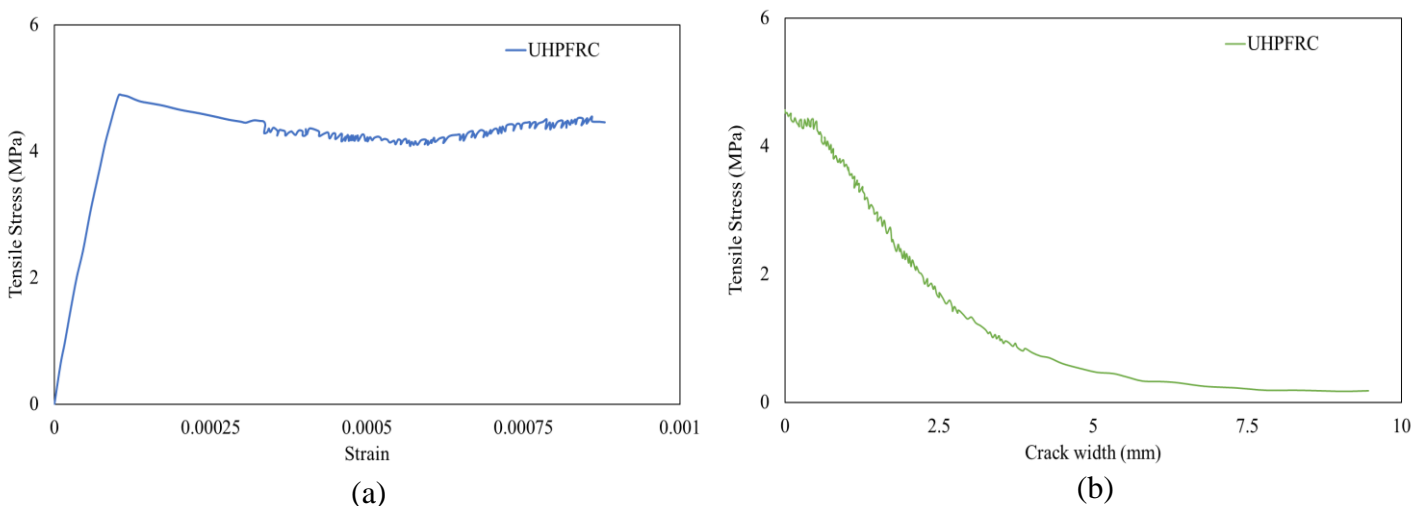 6
UHPFRC
4
Tensile Stress (MPa)
2
0
0
0.00025
0.0005
0.00075
0.001
Strain
(a)
6
UHPFRC
4
Tensile Stress (MPa)
2
0
0
2.5
5
7.5
10
Crack width (mm)
(b)